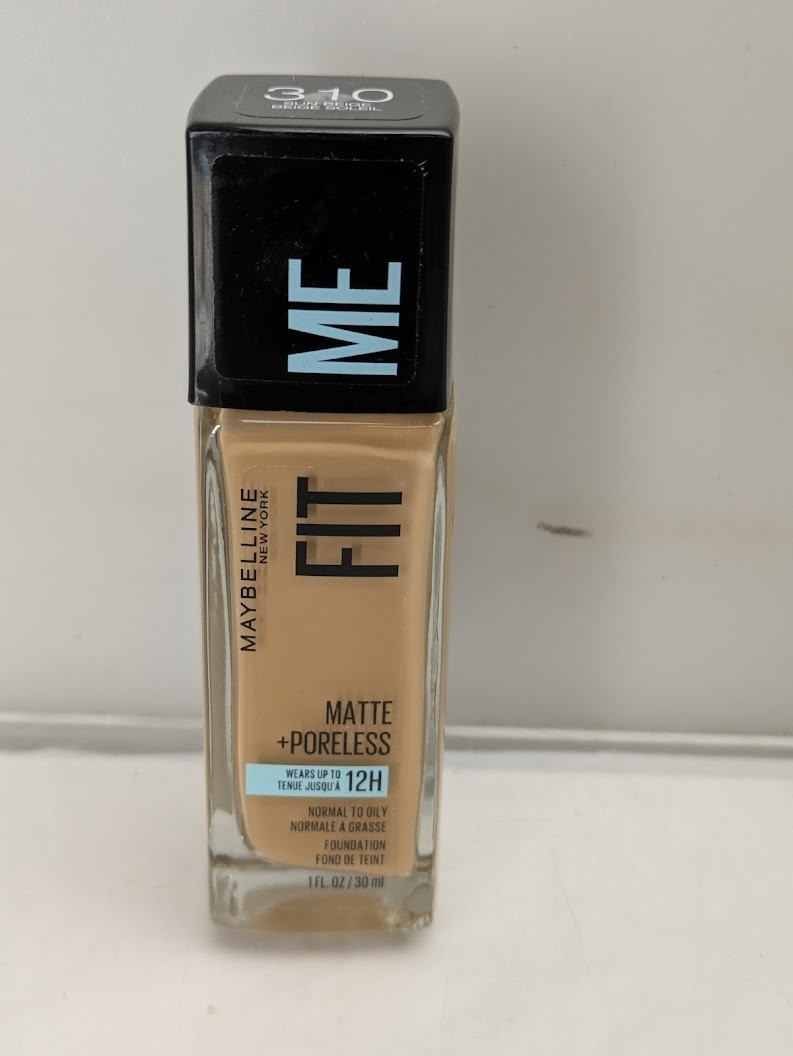 310
SUN BEIGE
BEIGE SOLEIL
FIT
ME
MAYBELLINE
NEW YORK
MATTE
+PORELESS
WEARS UP TO
TENUE JUSQU'À
12H
NORMAL TO OILY
NORMALE À GRASSE
FOUNDATION
FOND DE TEINT
1 FL. OZ / 30 ml